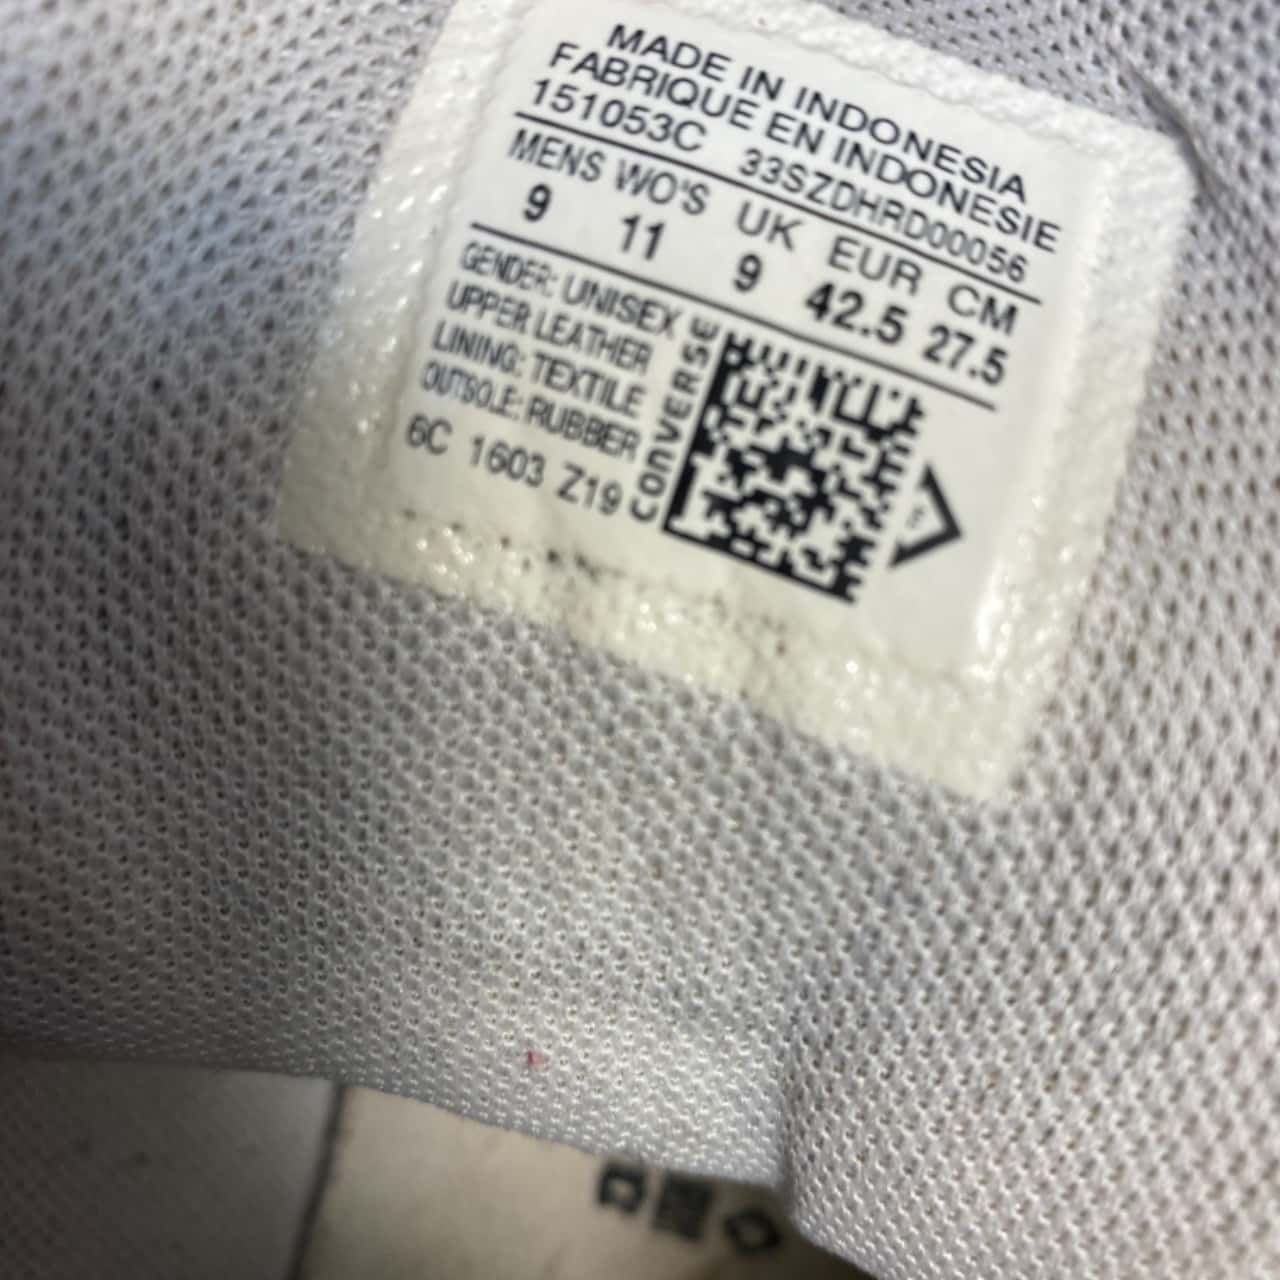 MADE IN INDONESIA
FABRIQUE EN INDONESIE
151053C 33SZDHRD00056
MENS WO'S UK EUR CM
9 11 9 42.5 27.5
GENDER: UNISEX
UPPER LEATHER
LINING: TEXTILE
OUTSOLE: RUBBER
6C 1603 Z19
CONVERSE